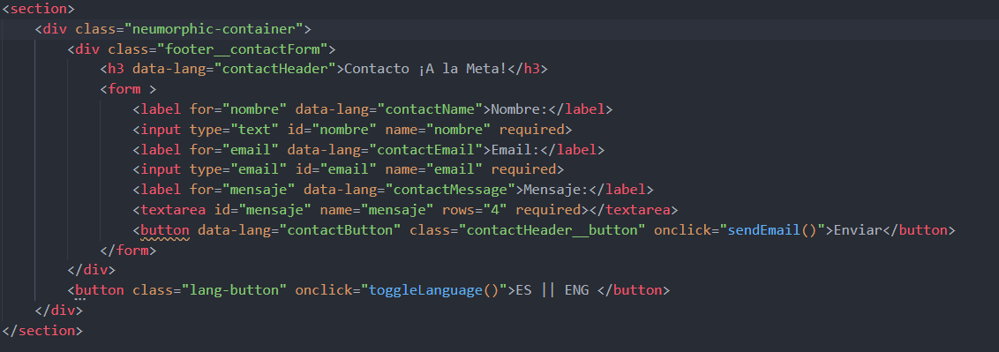 <section>
<div class="neumorphic-container">
<div class="footer__contactForm">
<h3 data-lang="contactHeader">Contacto ¡A la Meta!</h3>
<form >
<label for="nombre" data-lang="contactName">Nombre:</label>
<input type="text" id="nombre" name="nombre" required>
<label for="email" data-lang="contactEmail">Email:</label>
<input type="email" id="email" name="email" required>
<label for="mensaje" data-lang="contactMessage">Mensaje:</label>
<textarea id="mensaje" name="mensaje" rows="4" required></textarea>
<button data-lang="contactButton" class="contactHeader__button" onclick="sendEmail()">Enviar</button>
</form>
</div>
<button class="lang-button" onclick="toggleLanguage()">ES || ENG </button>
</div>
</section>